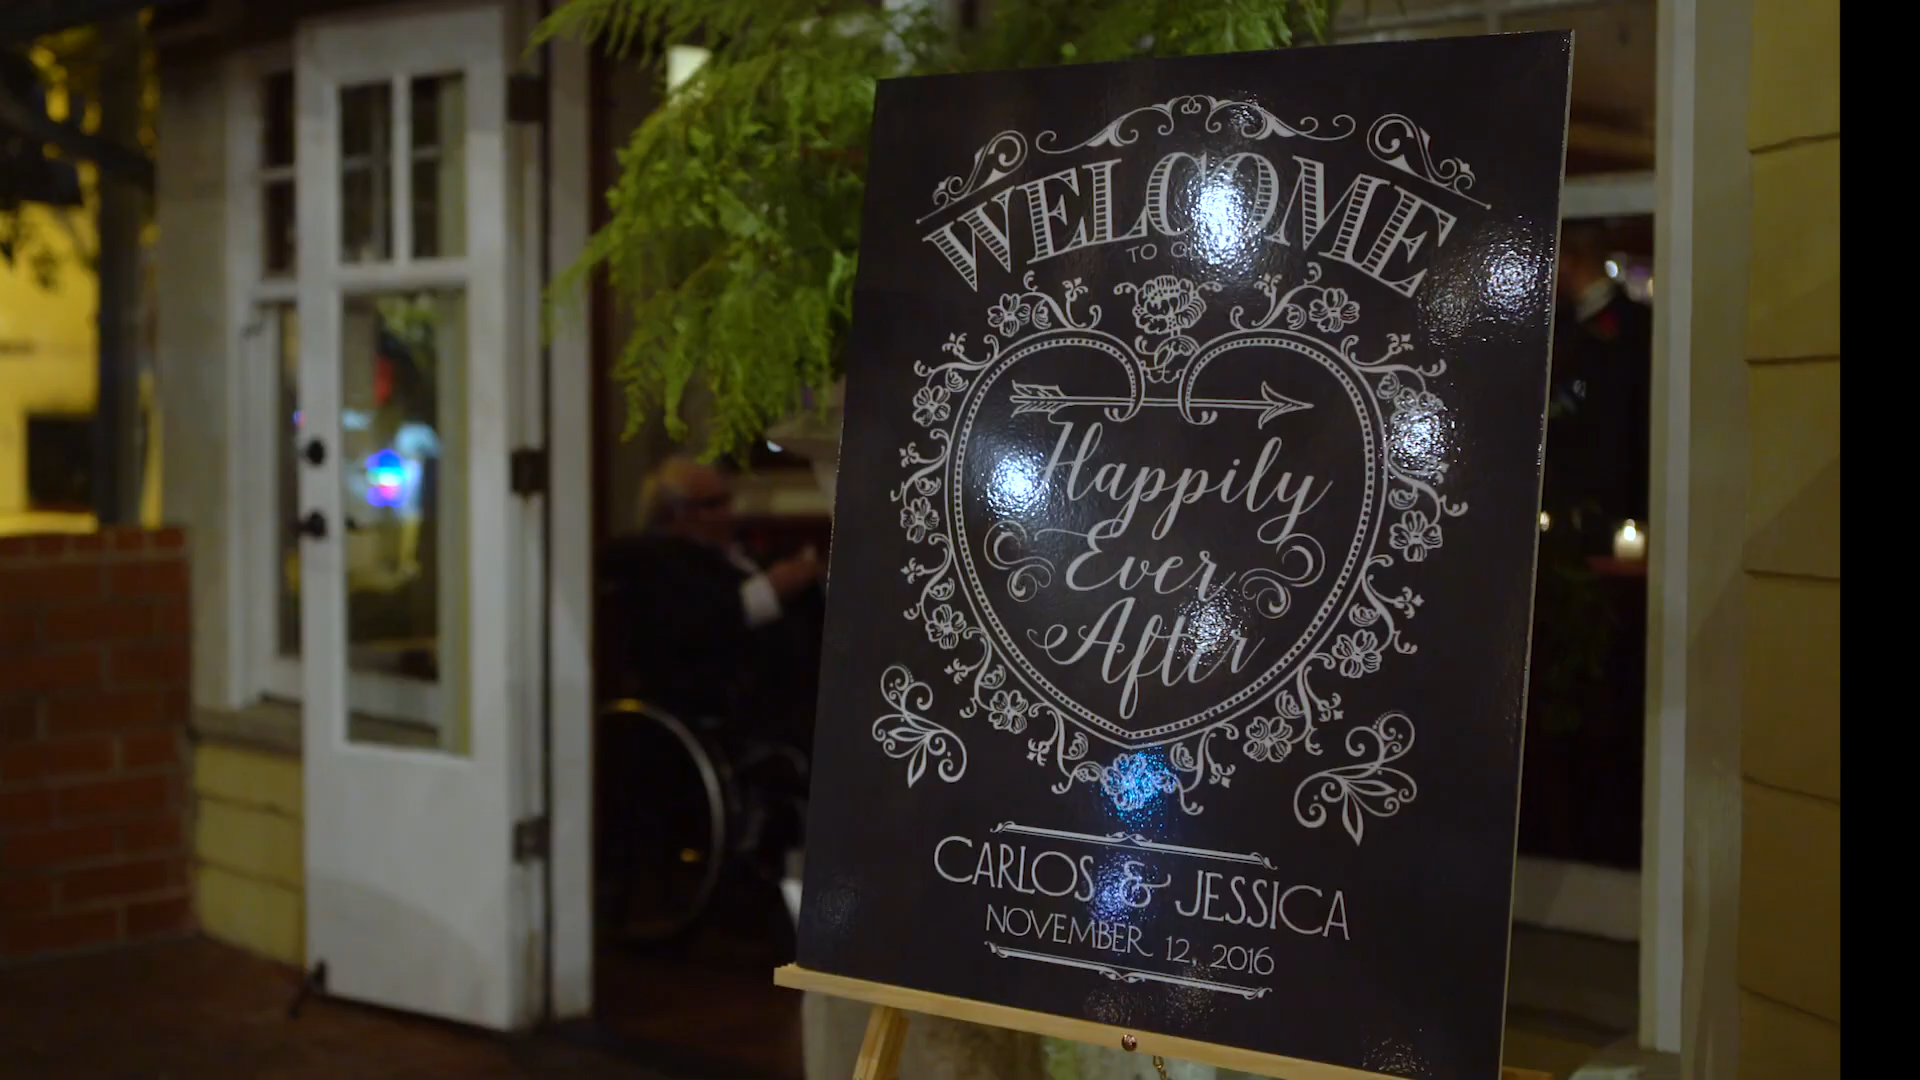 WELCOME
TO
Happily
Ever
After
CARLOS & JESSICA
NOVEMBER 12, 2016